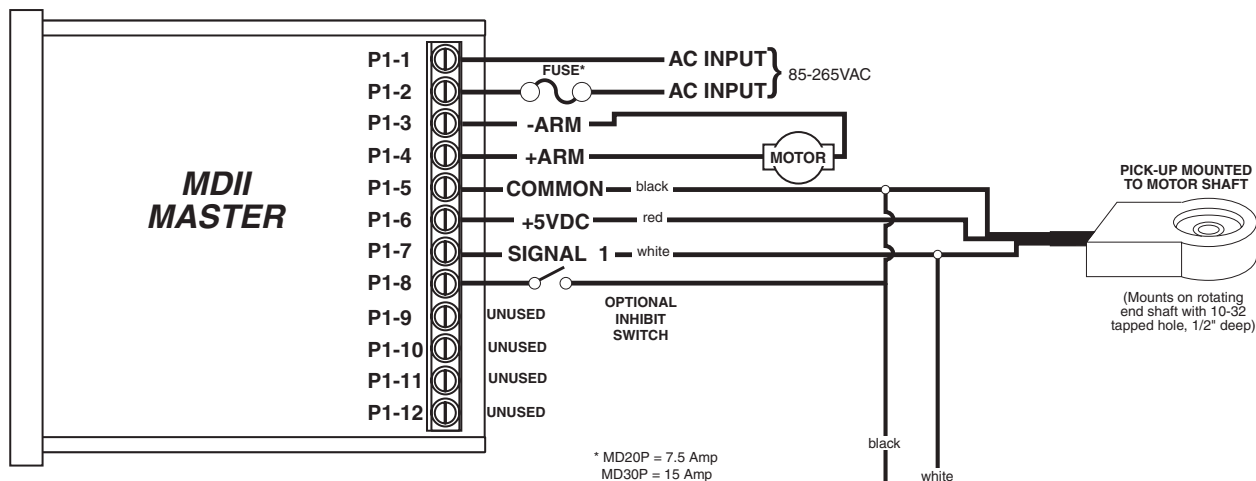 MDII
MASTER
P1-1
AC INPUT
P1-2
FUSE*
AC INPUT
85-265VAC
P1-3
-ARM
P1-4
+ARM
MOTOR
P1-5
COMMON
black
P1-6
+5VDC
red
P1-7
SIGNAL 1
white
P1-8
OPTIONAL
INHIBIT
SWITCH
P1-9
UNUSED
P1-10
UNUSED
P1-11
UNUSED
P1-12
UNUSED
PICK-UP MOUNTED
TO MOTOR SHAFT
(Mounts on rotating
end shaft with 10-32
tapped hole, 1/2" deep)
black
white
* MD20P = 7.5 Amp
MD30P = 15 Amp